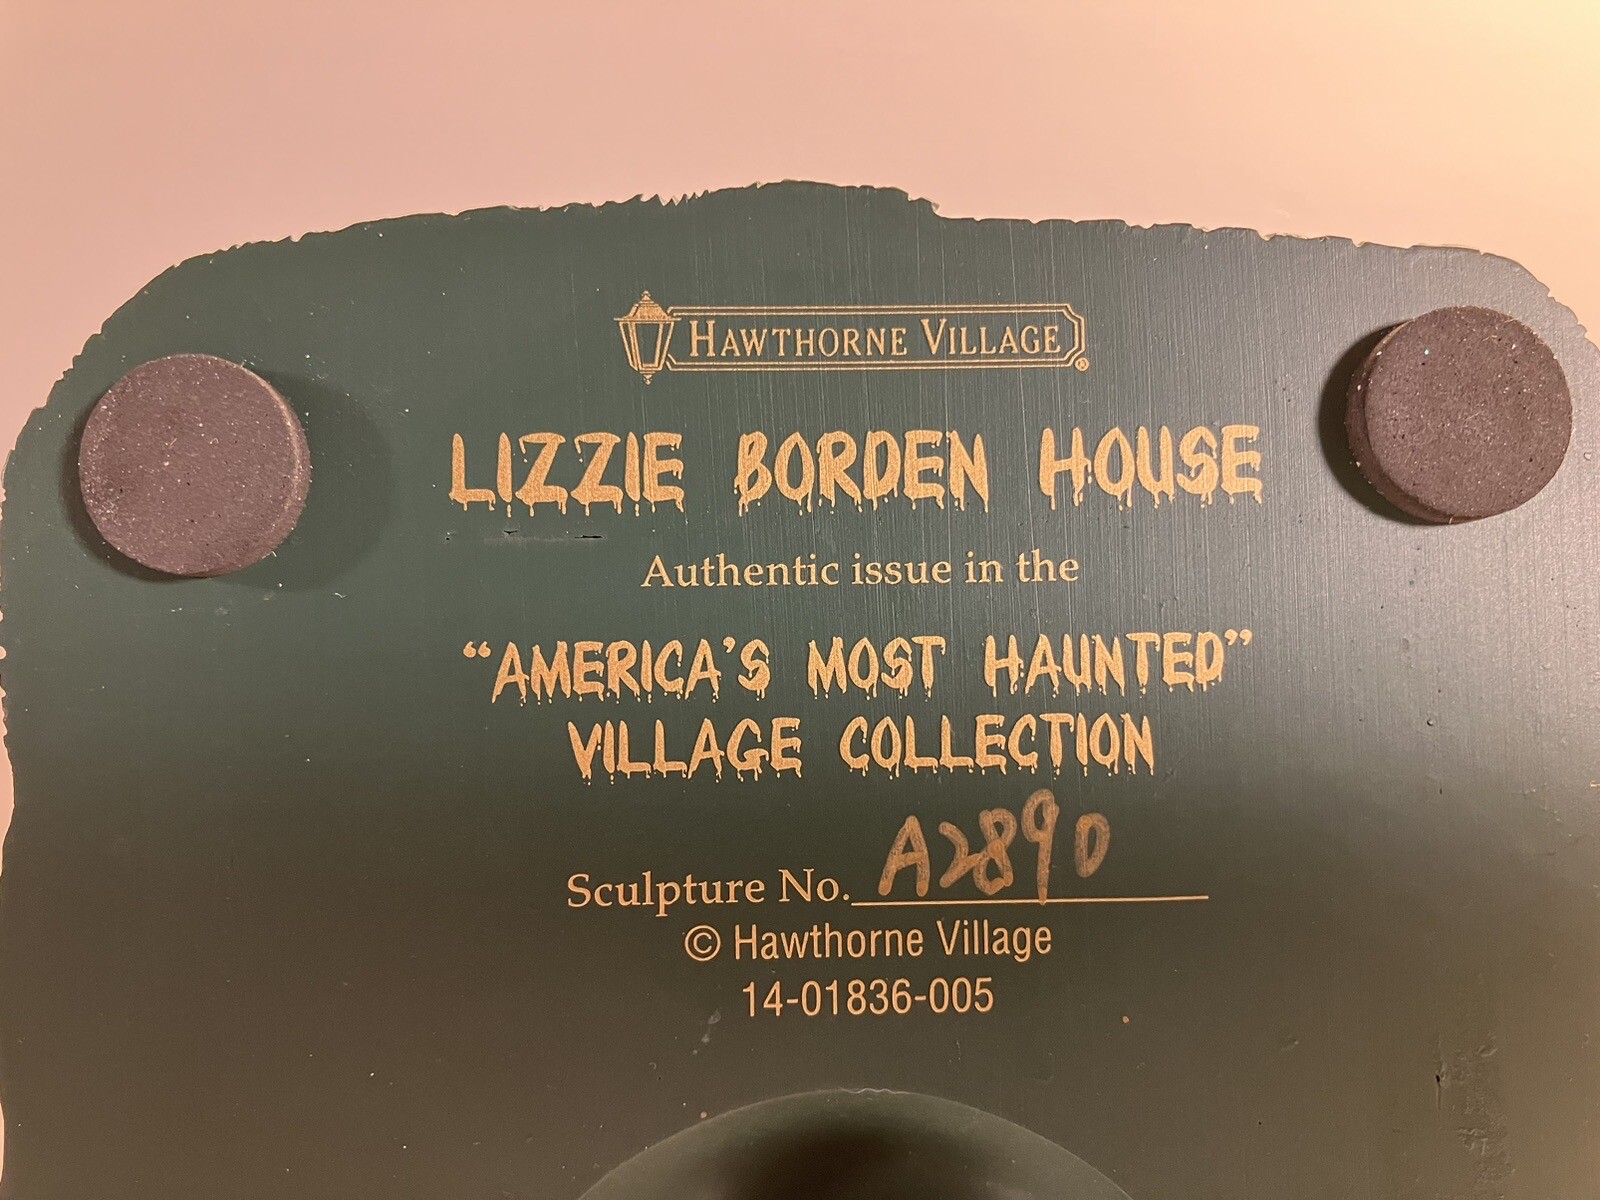 HAWTHORNE VILLAGE®
LIZZIE BORDEN HOUSE
Authentic issue in the
“AMERICA’S MOST HAUNTED”
VILLAGE COLLECTION
Sculpture No. A2890
© Hawthorne Village
14-01836-005